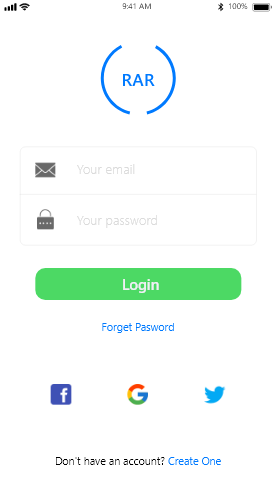 9:41 AM 100%
RAR
Your email
Your password
Login
Forget Pasword
Don't have an account? Create One